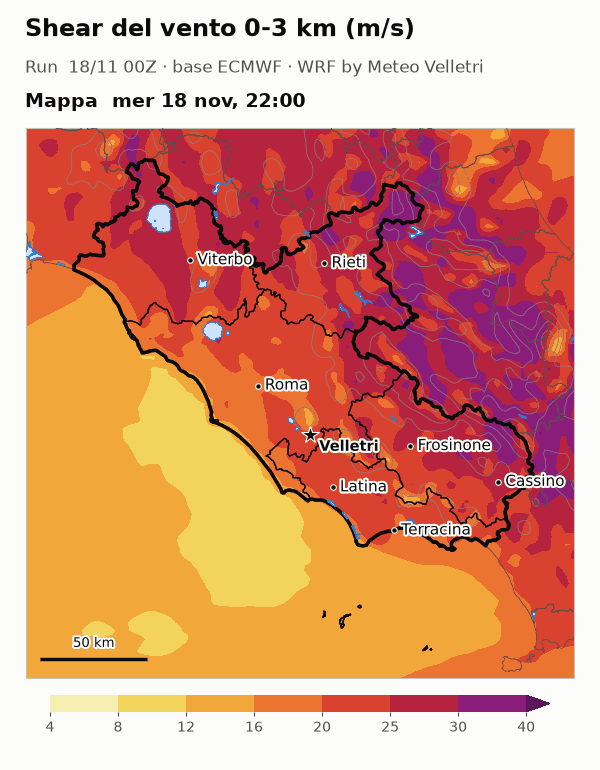 Shear del vento 0-3 km (m/s)
Run  18/11 00Z · base ECMWF · WRF by Meteo Velletri
Mappa  mer 18 nov, 22:00
Viterbo
Rieti
Roma
Velletri
Frosinone
Latina
Cassino
Terracina
50 km
4 8 12 16 20 25 30 40